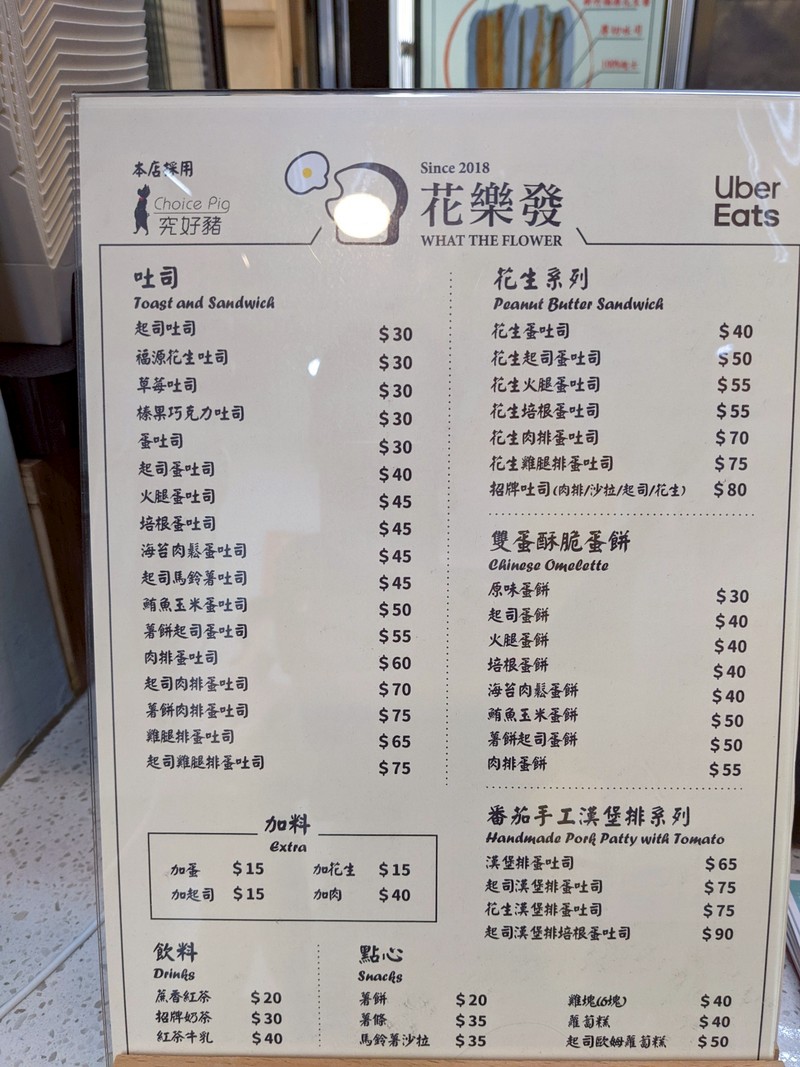 本店採用
Choice Pig
究好豬
Since 2018
花樂發
WHAT THE FLOWER
Uber
Eats
吐司
Toast and Sandwich
起司吐司 $30
福源花生吐司 $30
草莓吐司 $30
榛果巧克力吐司 $30
蛋吐司 $30
起司蛋吐司 $40
火腿蛋吐司 $45
培根蛋吐司 $45
海苔肉鬆蛋吐司 $45
起司馬鈴薯吐司 $45
鮪魚玉米蛋吐司 $50
薯餅起司蛋吐司 $55
肉排蛋吐司 $60
起司肉排蛋吐司 $70
薯餅肉排蛋吐司 $75
雞腿排蛋吐司 $65
起司雞腿排蛋吐司 $75
加料
Extra
加蛋 $15 加花生 $15
加起司 $15 加肉 $40
花生系列
Peanut Butter Sandwich
花生蛋吐司 $40
花生起司蛋吐司 $50
花生火腿蛋吐司 $55
花生培根蛋吐司 $55
花生肉排蛋吐司 $70
花生雞腿排蛋吐司 $75
招牌吐司(肉排/沙拉/起司/花生) $80
雙蛋酥脆蛋餅
Chinese Omelette
原味蛋餅 $30
起司蛋餅 $40
火腿蛋餅 $40
培根蛋餅 $40
海苔肉鬆蛋餅 $40
鮪魚玉米蛋餅 $50
薯餅起司蛋餅 $50
肉排蛋餅 $55
番茄手工漢堡排系列
Handmade Pork Patty with Tomato
漢堡排蛋吐司 $65
起司漢堡排蛋吐司 $75
花生漢堡排蛋吐司 $75
起司漢堡排培根蛋吐司 $90
飲料
Drinks
蔗香紅茶 $20
招牌奶茶 $30
紅茶牛乳 $40
點心
Snacks
薯餅 $20 雞塊(6塊) $40
薯條 $35 蘿蔔糕 $40
馬鈴薯沙拉 $35 起司歐姆蘿蔔糕 $50